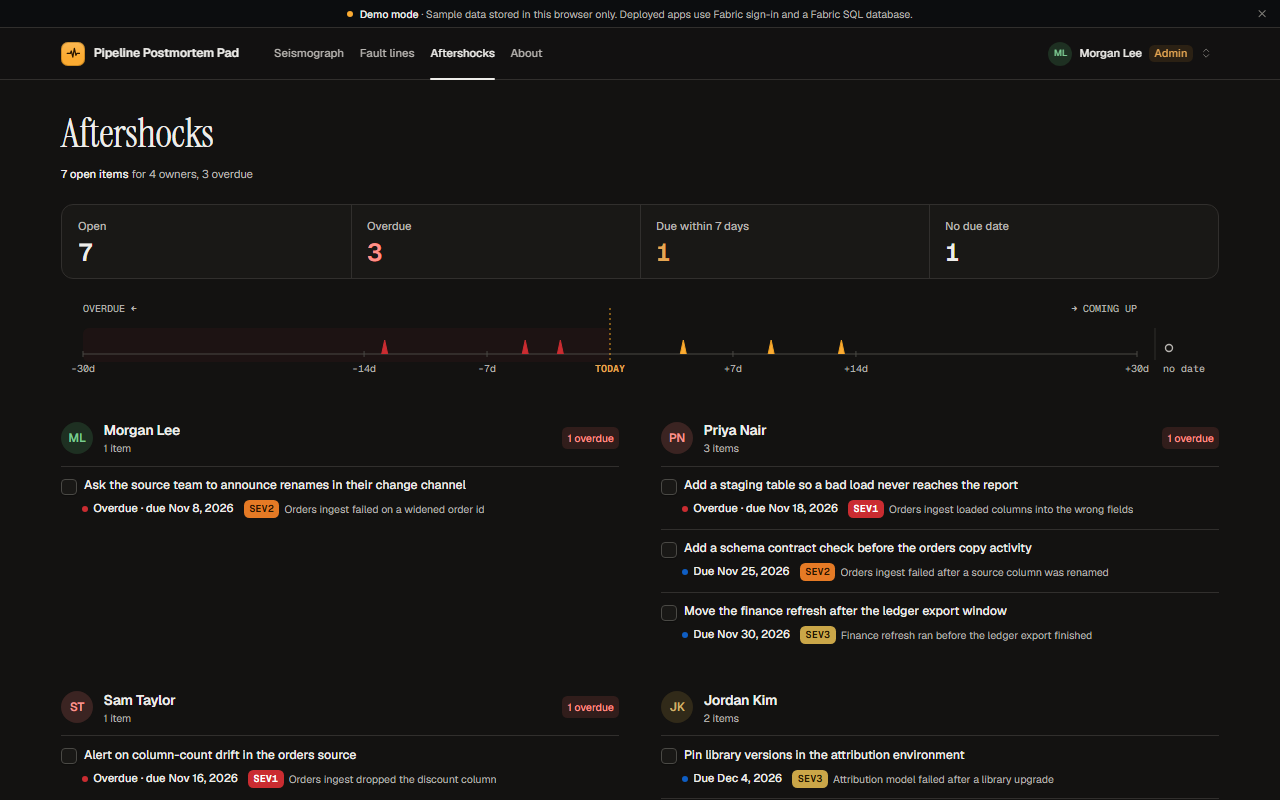 Demo mode · Sample data stored in this browser only. Deployed apps use Fabric sign-in and a Fabric SQL database.
Pipeline Postmortem Pad Seismograph Fault lines Aftershocks About ML Morgan Lee Admin
Aftershocks
7 open items for 4 owners, 3 overdue
Open Overdue Due within 7 days No due date
7 3 1 1
OVERDUE ← → COMING UP
-30d -14d -7d TODAY +7d +14d +30d no date
ML Morgan Lee
1 item
1 overdue
Ask the source team to announce renames in their change channel
Overdue · due Nov 8, 2026 SEV2 Orders ingest failed on a widened order id
PN Priya Nair
3 items
1 overdue
Add a staging table so a bad load never reaches the report
Overdue · due Nov 18, 2026 SEV1 Orders ingest loaded columns into the wrong fields
Add a schema contract check before the orders copy activity
Due Nov 25, 2026 SEV2 Orders ingest failed after a source column was renamed
Move the finance refresh after the ledger export window
Due Nov 30, 2026 SEV3 Finance refresh ran before the ledger export finished
ST Sam Taylor
1 item
1 overdue
Alert on column-count drift in the orders source
Overdue · due Nov 16, 2026 SEV1 Orders ingest dropped the discount column
JK Jordan Kim
2 items
Pin library versions in the attribution environment
Due Dec 4, 2026 SEV3 Attribution model failed after a library upgrade